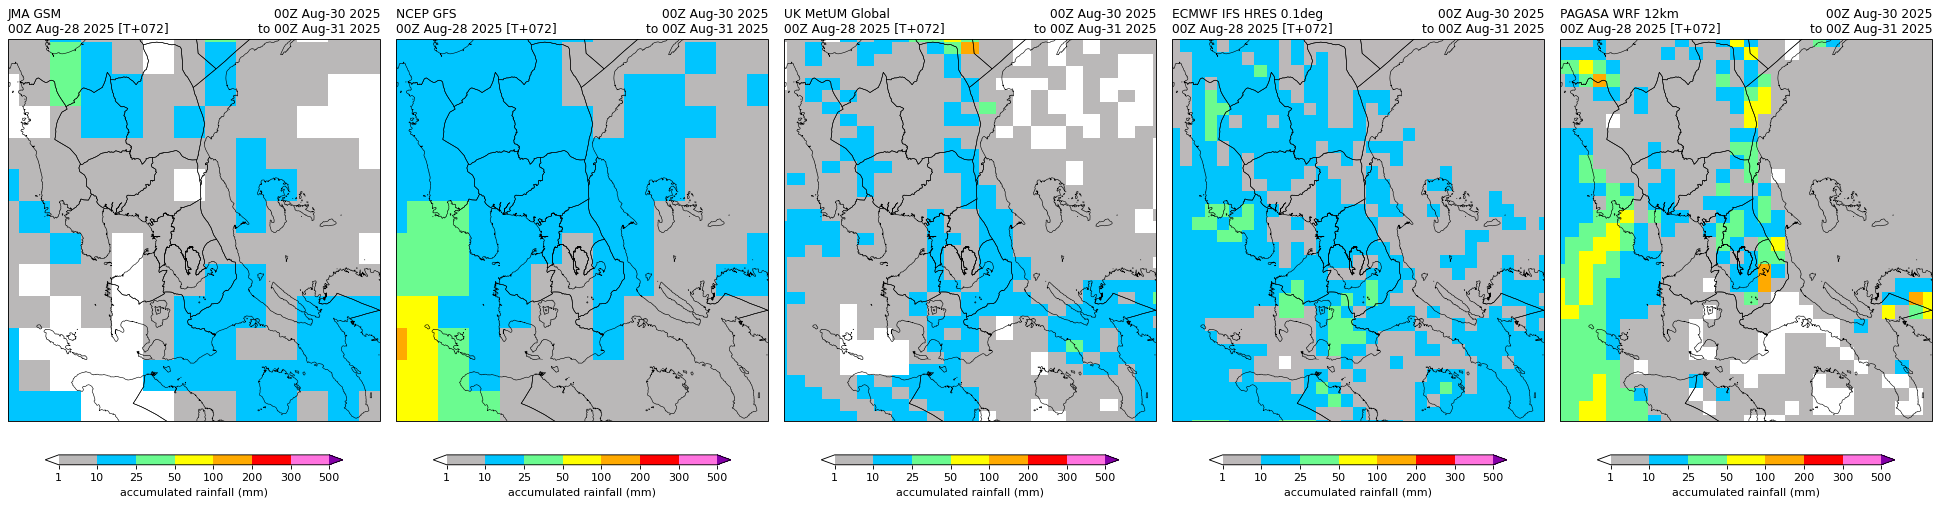 JMA GSM
00Z Aug-28 2025 [T+072]
00Z Aug-30 2025
to 00Z Aug-31 2025
NCEP GFS
00Z Aug-28 2025 [T+072]
00Z Aug-30 2025
to 00Z Aug-31 2025
UK MetUM Global
00Z Aug-28 2025 [T+072]
00Z Aug-30 2025
to 00Z Aug-31 2025
ECMWF IFS HRES 0.1deg
00Z Aug-28 2025 [T+072]
00Z Aug-30 2025
to 00Z Aug-31 2025
PAGASA WRF 12km
00Z Aug-28 2025 [T+072]
00Z Aug-30 2025
to 00Z Aug-31 2025
1 10 25 50 100 200 300 500
accumulated rainfall (mm)
1 10 25 50 100 200 300 500
accumulated rainfall (mm)
1 10 25 50 100 200 300 500
accumulated rainfall (mm)
1 10 25 50 100 200 300 500
accumulated rainfall (mm)
1 10 25 50 100 200 300 500
accumulated rainfall (mm)